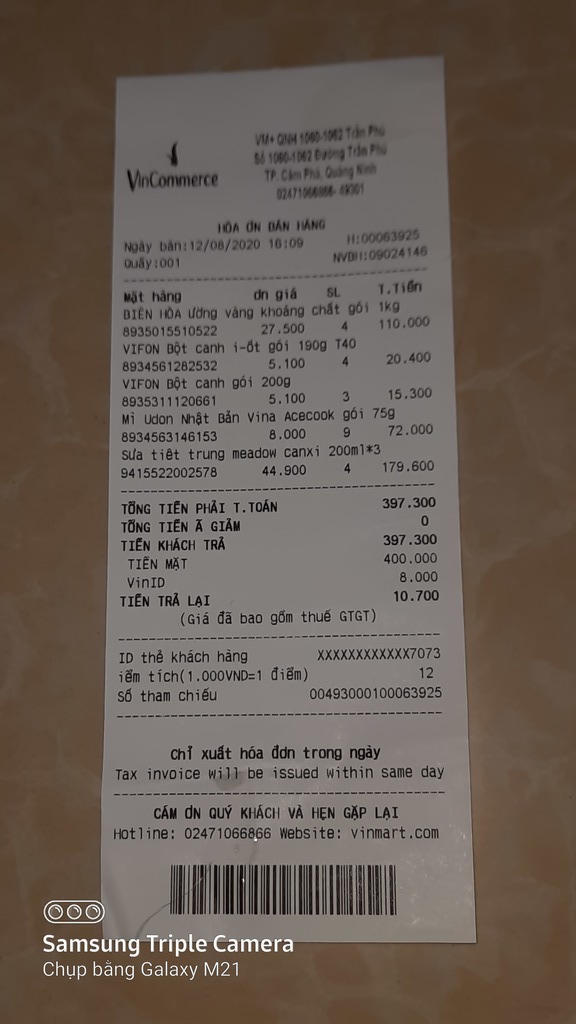 VinCommerce
VM+ QNH 1060-1062 Trần Phú
Số 1060-1062 Đường Trần Phú
TP. Cẩm Phả, Quảng Ninh
02471066866- 49301
HÓA ƠN BÁN HÀNG
Ngày bán:12/08/2020 16:09 H:00063925
Quầy:001 NVBH:09024146
Mặt hàng ơn giá SL T.Tiền
BIÊN HÒA ường vàng khoáng chất gói 1kg
8935015510522 27.500 4 110.000
VIFON Bột canh i-ốt gói 190g T40
8934561282532 5.100 4 20.400
VIFON Bột canh gói 200g
8935311120661 5.100 3 15.300
Mì Udon Nhật Bản Vina Acecook gói 75g
8934563146153 8.000 9 72.000
Sữa tiệt trung meadow canxi 200ml*3
9415522002578 44.900 4 179.600
TỔNG TIỀN PHẢI T.TOÁN 397.300
TỔNG TIỀN Ã GIẢM 0
TIỀN KHÁCH TRẢ 397.300
TIỀN MẶT 400.000
VinID 8.000
TIỀN TRẢ LẠI 10.700
(Giá đã bao gồm thuế GTGT)
ID thẻ khách hàng XXXXXXXXXXXX7073
iểm tích(1.000VND=1 điểm) 12
Số tham chiếu 00493000100063925
Chỉ xuất hóa đơn trong ngày
Tax invoice will be issued within same day
CẢM ƠN QUÝ KHÁCH VÀ HẸN GẶP LẠI
Hotline: 02471066866 Website: vinmart.com
Samsung Triple Camera
Chụp bằng Galaxy M21